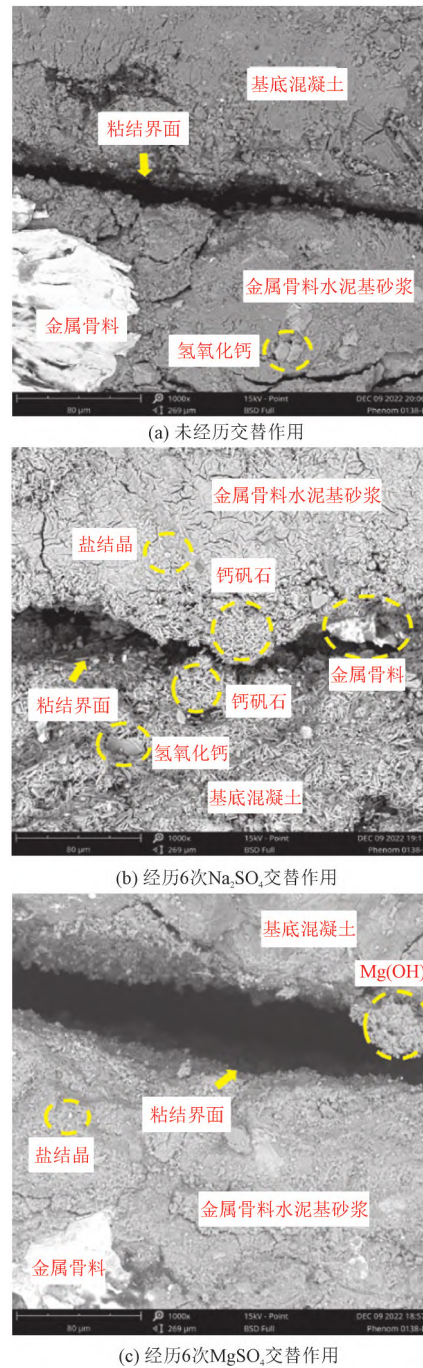 基底混凝土
粘结界面
金属骨料水泥基砂浆
金属骨料
氢氧化钙
80 μm
1000x
269 μm
15kV - Point
BSD Full
DEC 09 2022 20:0
Phenom 0138-
(a) 未经历交替作用
金属骨料水泥基砂浆
盐结晶
钙矾石
金属骨料
粘结界面
钙矾石
氢氧化钙
基底混凝土
80 μm
1000x
269 μm
15kV - Point
BSD Full
DEC 09 2022 19:1
Phenom 0138-
(b) 经历6次Na₂SO₄交替作用
基底混凝土
Mg(OH)
粘结界面
盐结晶
金属骨料水泥基砂浆
金属骨料
80 μm
1000x
269 μm
15kV - Point
BSD Full
DEC 09 2022 18:5
Phenom 0138-
(c) 经历6次MgSO₄交替作用